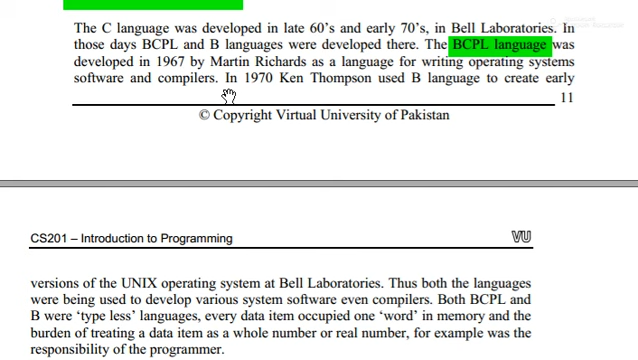 The C language was developed in late 60's and early 70's, in Bell Laboratories. In
those days BCPL and B languages were developed there. The BCPL language was
developed in 1967 by Martin Richards as a language for writing operating systems
software and compilers. In 1970 Ken Thompson used B language to create early
11
© Copyright Virtual University of Pakistan
CS201 – Introduction to Programming
VU
versions of the UNIX operating system at Bell Laboratories. Thus both the languages
were being used to develop various system software even compilers. Both BCPL and
B were ‘type less’ languages, every data item occupied one ‘word’ in memory and the
burden of treating a data item as a whole number or real number, for example was the
responsibility of the programmer.